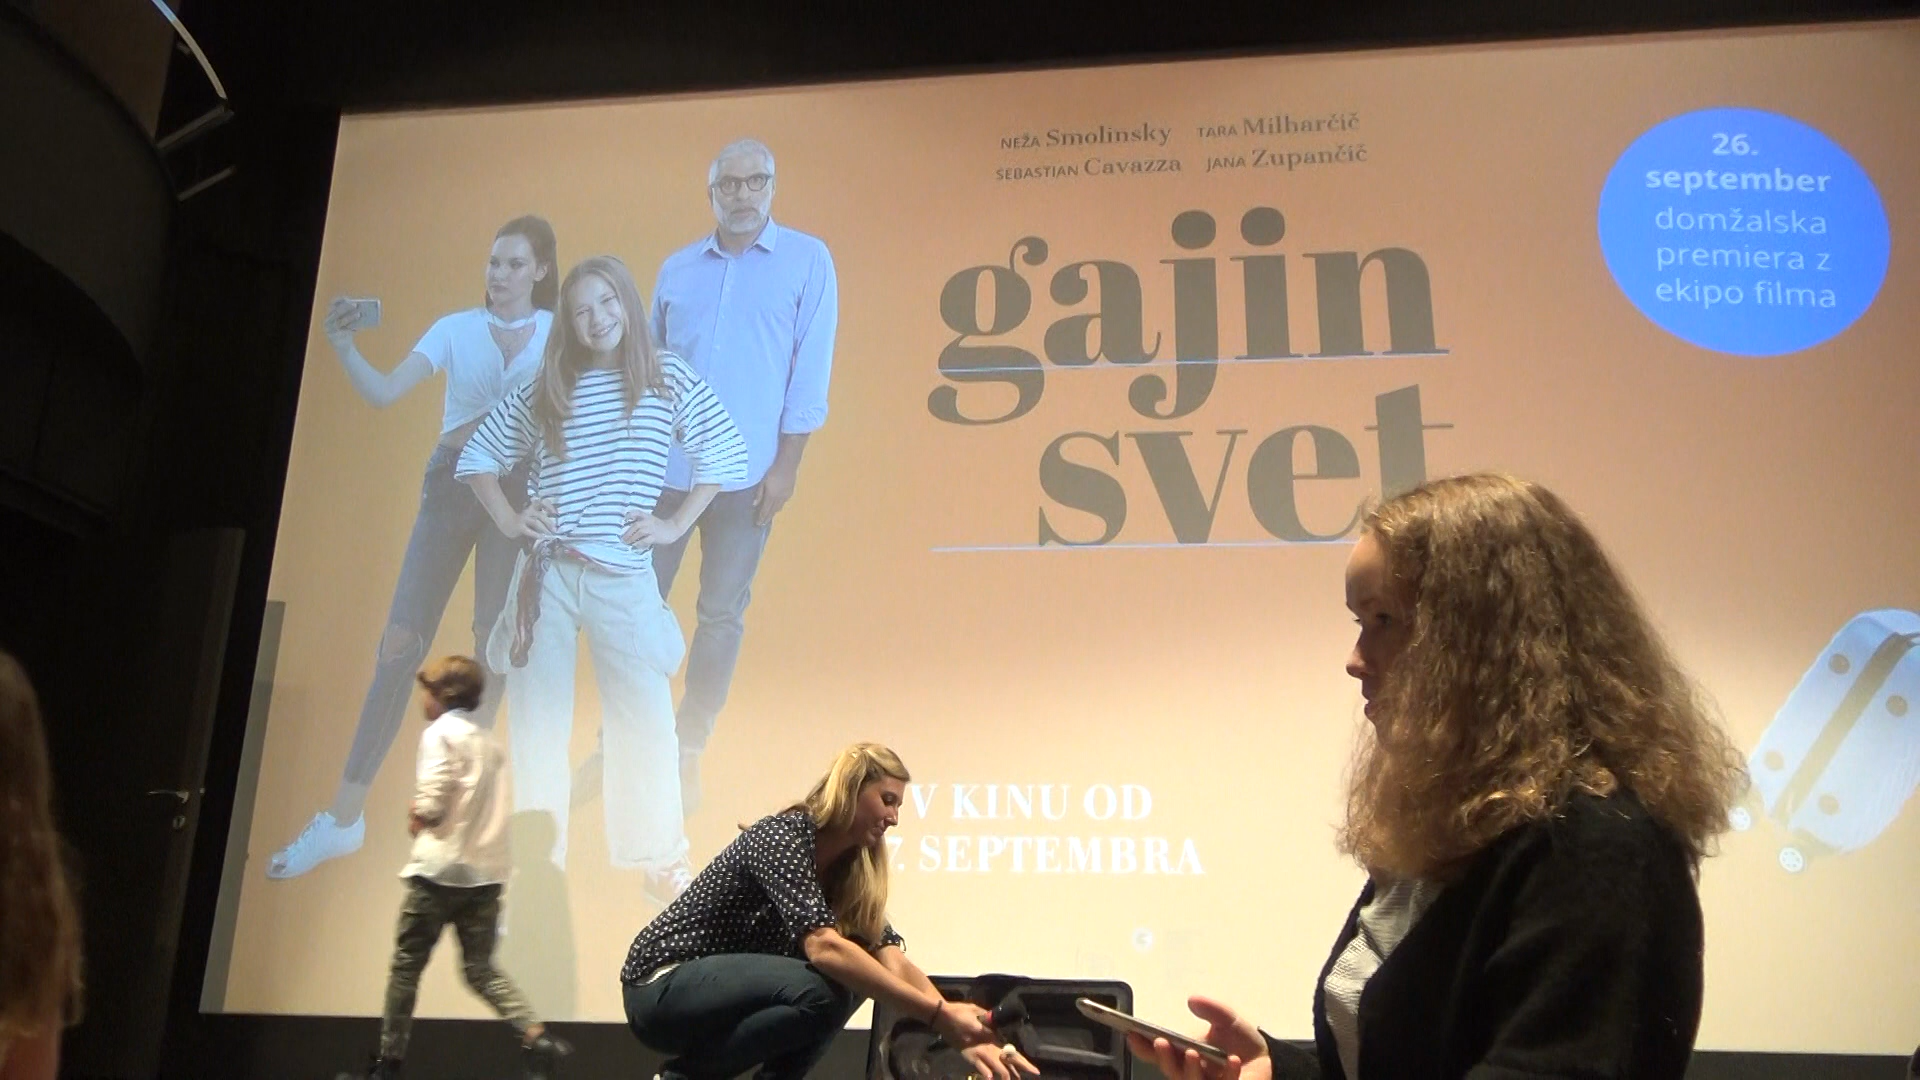 NEŽA Smolinsky TARA Milharčič
SEBASTIAN Cavazza JANA Zupančič
gajin
svet
26.
september
domžalska
premiera z
ekipo filma
V KINU OD
7. SEPTEMBRA